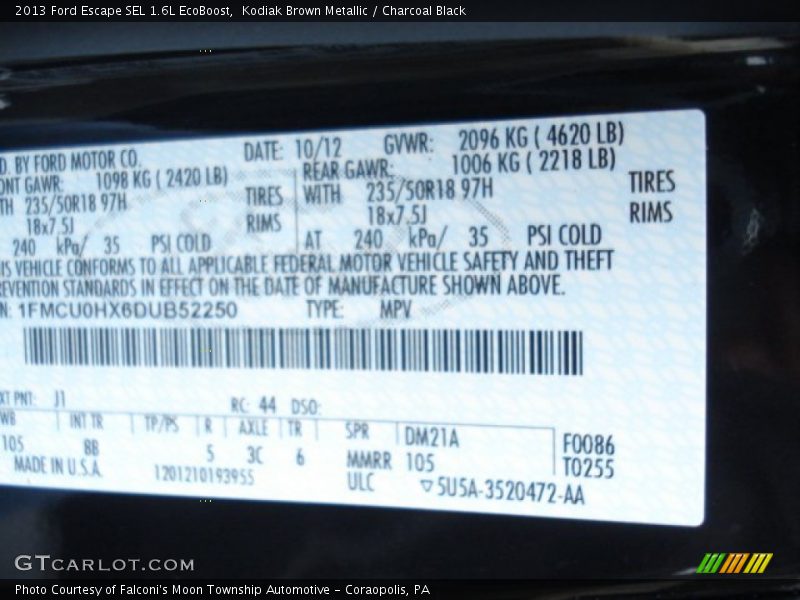 2013 Ford Escape SEL 1.6L EcoBoost,  Kodiak Brown Metallic / Charcoal Black
D. BY FORD MOTOR CO. DATE: 10/12 GVWR: 2096 KG ( 4620 LB)
ONT GAWR: 1098 KG ( 2420 LB) REAR GAWR: 1006 KG ( 2218 LB)
TH 235/50R18 97H TIRES WITH 235/50R18 97H TIRES
18x7.5J RIMS 18x7.5J RIMS
240 kPa/ 35 PSI COLD AT 240 kPa/ 35 PSI COLD
IS VEHICLE CONFORMS TO ALL APPLICABLE FEDERAL MOTOR VEHICLE SAFETY AND THEFT
EVENTION STANDARDS IN EFFECT ON THE DATE OF MANUFACTURE SHOWN ABOVE.
N: 1FMCU0HX6DUB52250 TYPE: MPV
XT PNT: J1 RC: 44 DSO:
WB INT TR TP/PS R AXLE TR SPR DM21A F0086
105 8B 5 3C 6 MMRR 105 T0255
MADE IN U.S.A. 1201210193955 ULC ▽5U5A-3520472-AA
GTCARLOT.COM
Photo Courtesy of Falconi's Moon Township Automotive - Coraopolis, PA